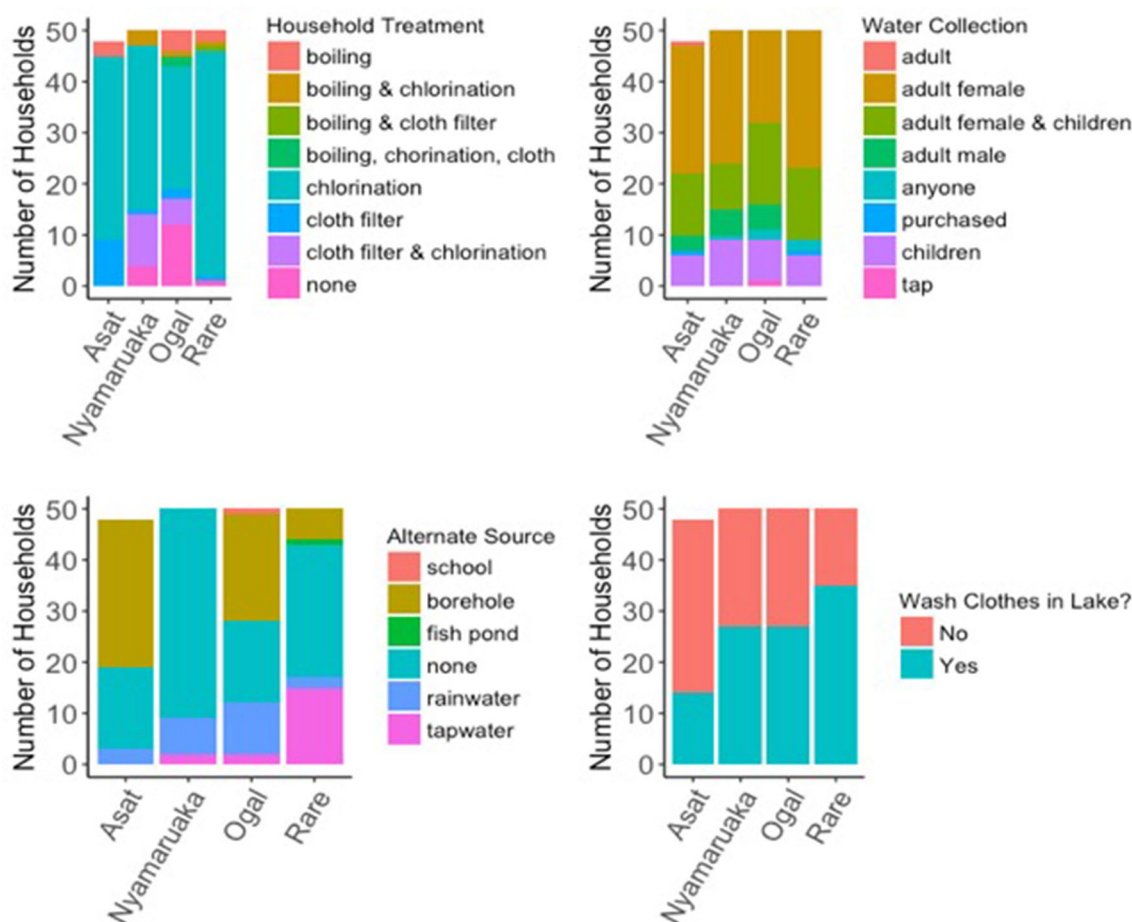 Number of Households
50
40
30
20
10
0
Asat
Nyamaruaka
Ogal
Rare
Household Treatment
boiling
boiling & chlorination
boiling & cloth filter
boiling, chorination, cloth
chlorination
cloth filter
cloth filter & chlorination
none
Number of Households
50
40
30
20
10
0
Asat
Nyamaruaka
Ogal
Rare
Water Collection
adult
adult female
adult female & children
adult male
anyone
purchased
children
tap
Number of Households
50
40
30
20
10
0
Asat
Nyamaruaka
Ogal
Rare
Alternate Source
school
borehole
fish pond
none
rainwater
tapwater
Number of Households
50
40
30
20
10
0
Asat
Nyamaruaka
Ogal
Rare
Wash Clothes in Lake?
No
Yes